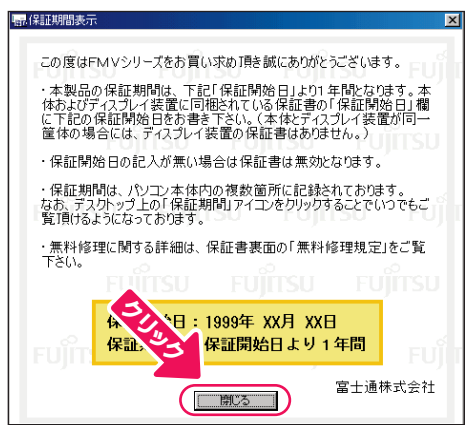 保証期間表示
この度はFMVシリーズをお買い求め頂き誠にありがとうございます。
・本製品の保証期間は、下記「保証開始日」より1年間となります。本
体およびディスプレイ装置に同梱されている保証書の「保証開始日」欄
に下記の保証開始日をお書き下さい。（本体とディスプレイ装置が同一
筐体の場合には、ディスプレイ装置の保証書はありません。）
・保証開始日の記入が無い場合は保証書は無効となります。
・保証期間は、パソコン本体内の複数箇所に記録されております。
なお、デスクトップ上の「保証期間」アイコンをクリックすることでいつでもご
覧頂けるようになっております。
・無料修理に関する詳細は、保証書裏面の「無料修理規定」をご覧
下さい。
保 始日：1999年 XX月 XX日
保証 保証開始日より1年間
クリック
富士通株式会社
閉じる